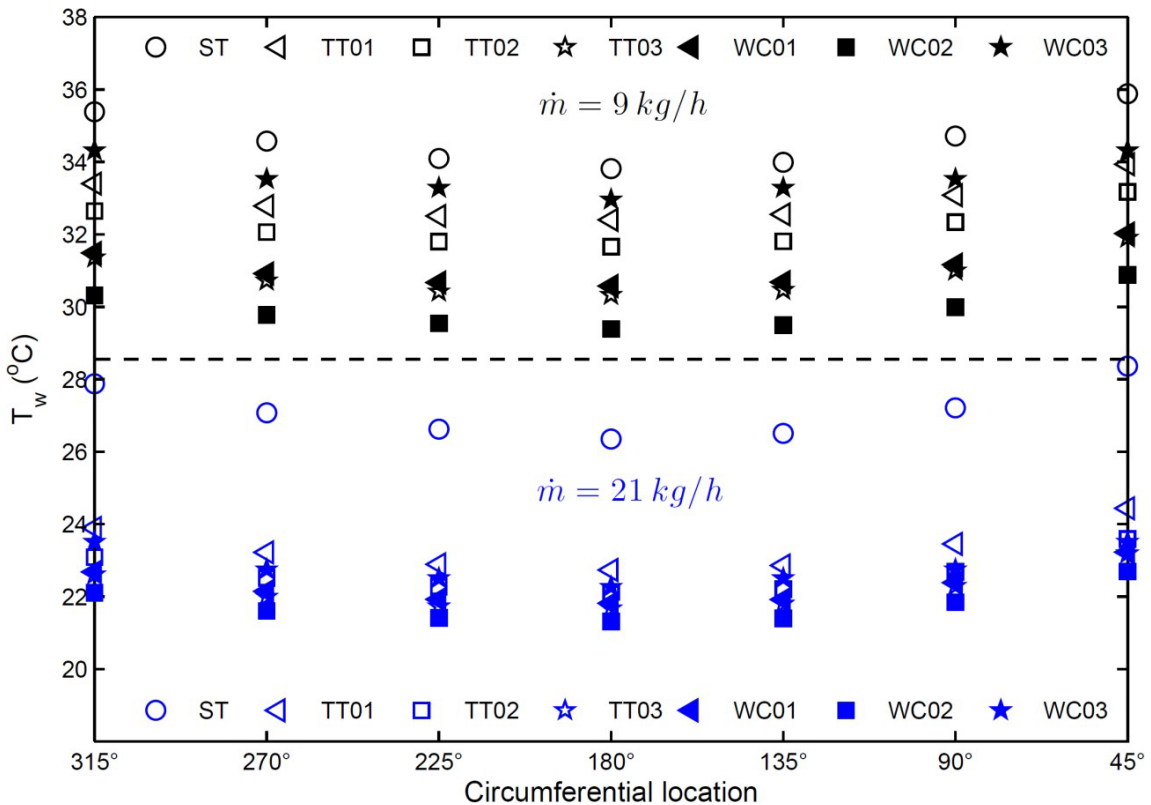 38
36
34
32
30
28
26
24
22
20
T_w (°C)
ST TT01 TT02 TT03 WC01 WC02 WC03
ṁ = 9 kg/h
ṁ = 21 kg/h
ST TT01 TT02 TT03 WC01 WC02 WC03
315° 270° 225° 180° 135° 90° 45°
Circumferential location